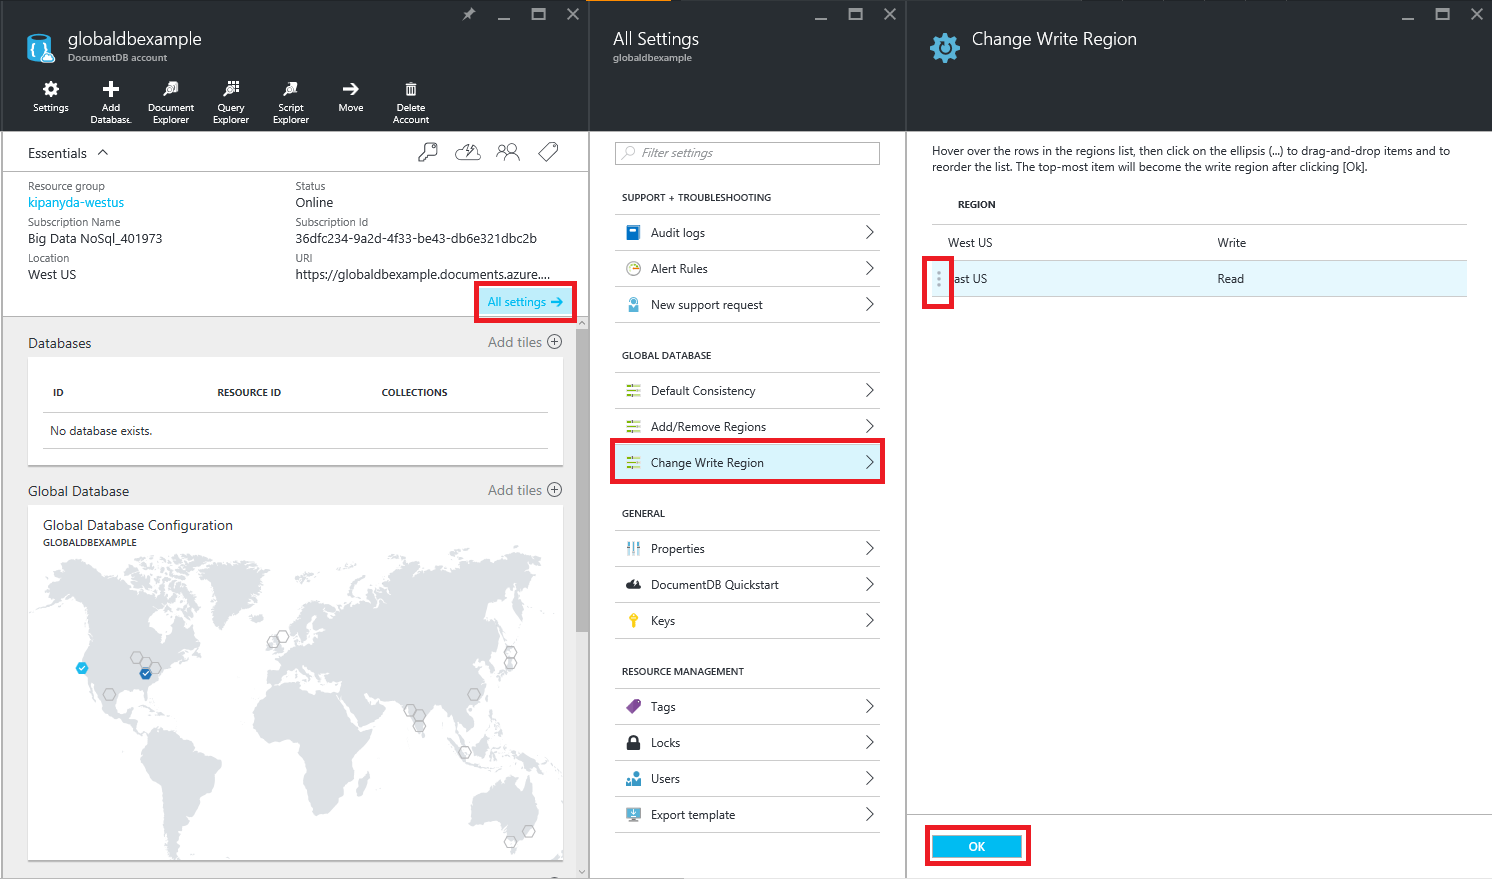 globaldbexample
DocumentDB account
Settings
Add
Database
Document
Explorer
Query
Explorer
Script
Explorer
Move
Delete
Account
Essentials
Resource group
kipanyda-westus
Subscription Name
Big Data NoSql_401973
Location
West US
Status
Online
Subscription Id
36dfc234-9a2d-4f33-be43-db6e321dbc2b
URI
https://globaldbexample.documents.azure....
All settings
Databases
Add tiles
ID RESOURCE ID COLLECTIONS
No database exists.
Global Database
Add tiles
Global Database Configuration
GLOBALDBEXAMPLE
All Settings
globaldbexample
Filter settings
SUPPORT + TROUBLESHOOTING
Audit logs
Alert Rules
New support request
GLOBAL DATABASE
Default Consistency
Add/Remove Regions
Change Write Region
GENERAL
Properties
DocumentDB Quickstart
Keys
RESOURCE MANAGEMENT
Tags
Locks
Users
Export template
Change Write Region
Hover over the rows in the regions list, then click on the ellipsis (...) to drag-and-drop items and to
reorder the list. The top-most item will become the write region after clicking [Ok].
REGION
West US Write
ast US Read
OK